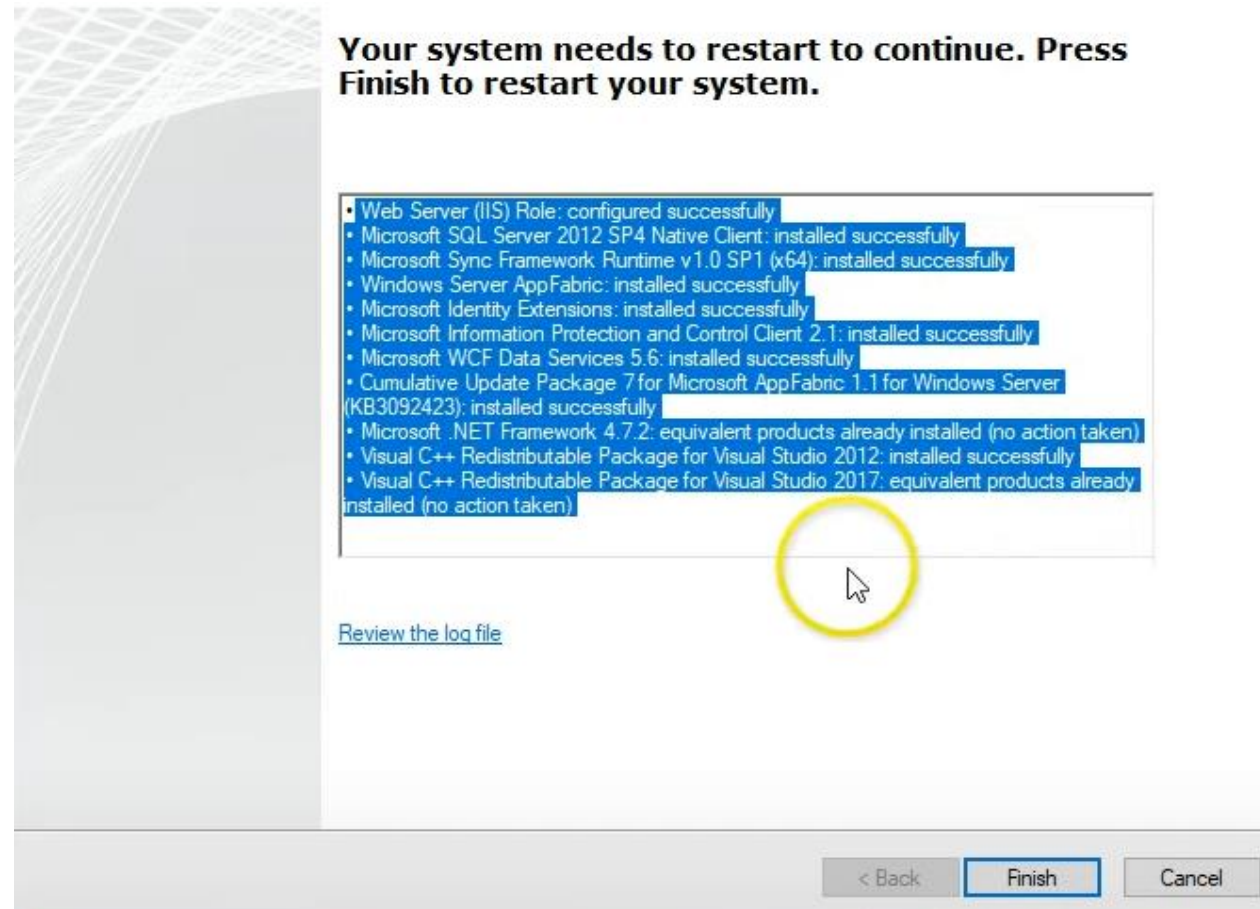 Your system needs to restart to continue. Press
Finish to restart your system.
• Web Server (IIS) Role: configured successfully
• Microsoft SQL Server 2012 SP4 Native Client: installed successfully
• Microsoft Sync Framework Runtime v1.0 SP1 (x64): installed successfully
• Windows Server AppFabric: installed successfully
• Microsoft Identity Extensions: installed successfully
• Microsoft Information Protection and Control Client 2.1: installed successfully
• Microsoft WCF Data Services 5.6: installed successfully
• Cumulative Update Package 7 for Microsoft AppFabric 1.1 for Windows Server
(KB3092423): installed successfully
• Microsoft .NET Framework 4.7.2: equivalent products already installed (no action taken)
• Visual C++ Redistributable Package for Visual Studio 2012: installed successfully
• Visual C++ Redistributable Package for Visual Studio 2017: equivalent products already
installed (no action taken)
Review the log file
< Back Finish Cancel